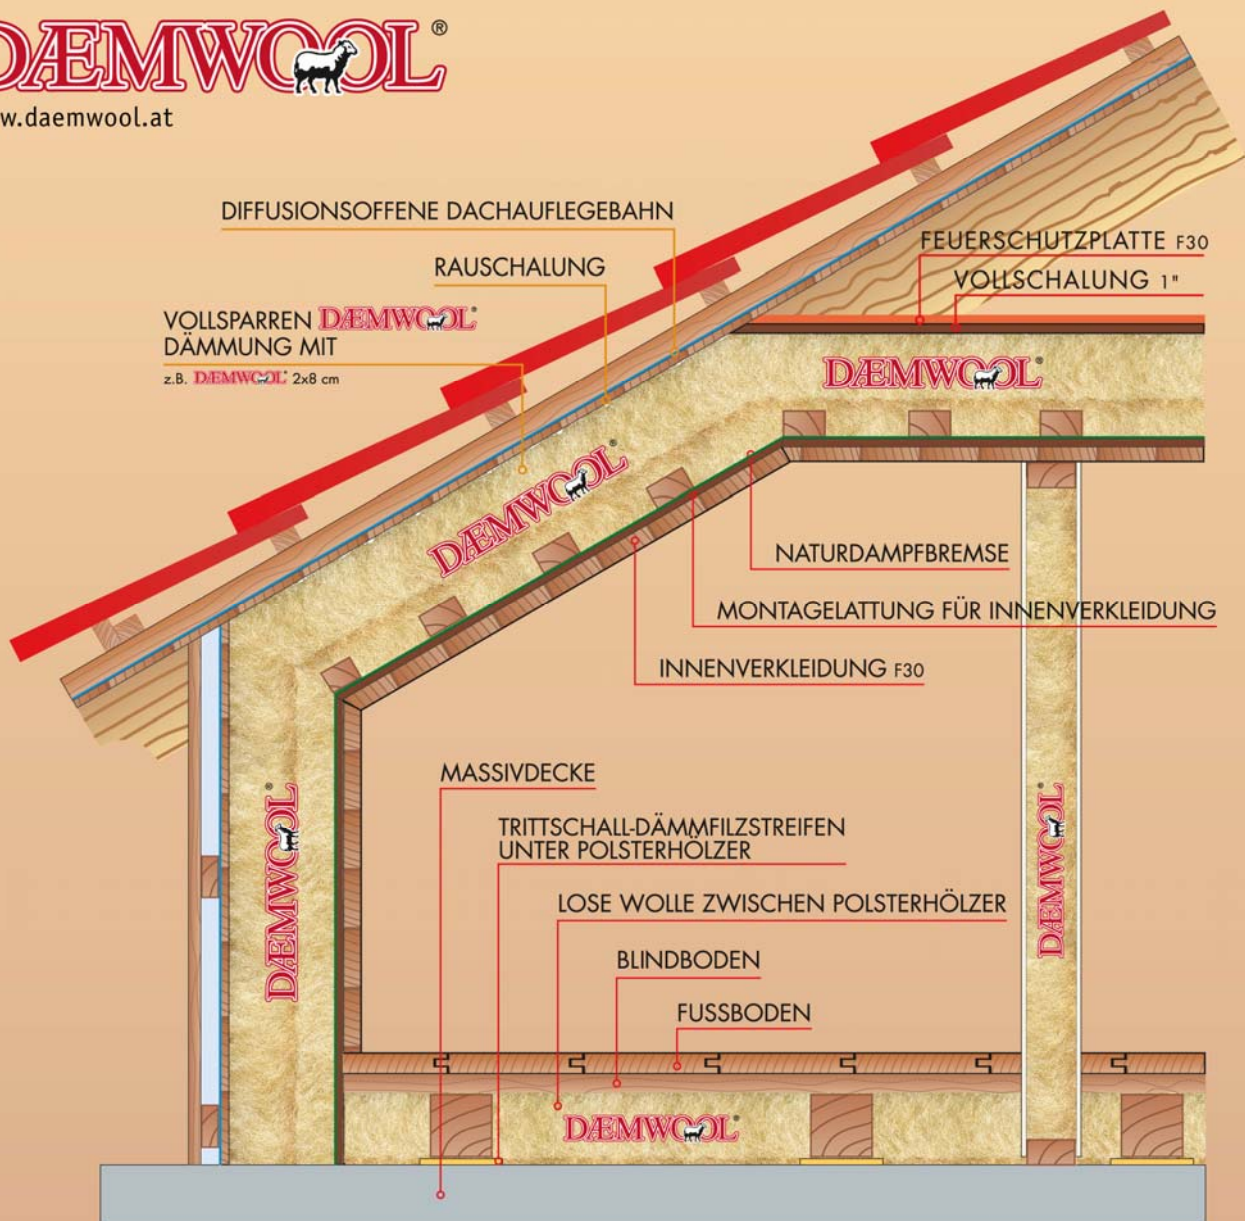 DÆMWOOL®
w.daemwool.at
DIFFUSIONSOFFENE DACHAUFLEGEBAHN
RAUSCHALUNG
VOLLSPARREN DÆMWOOL®
DÄMMUNG MIT
z.B. DÆMWOOL® 2x8 cm
FEUERSCHUTZPLATTE F30
VOLLSCHALUNG 1"
DÆMWOOL®
DÆMWOOL®
NATURDAMPFBREMSE
MONTAGELATTUNG FÜR INNENVERKLEIDUNG
INNENVERKLEIDUNG F30
MASSIVDECKE
TRITTSCHALL-DÄMMFILZSTREIFEN
UNTER POLSTERHÖLZER
LOSE WOLLE ZWISCHEN POLSTERHÖLZER
BLINDBODEN
FUSSBODEN
DÆMWOOL®
DÆMWOOL®
DÆMWOOL®